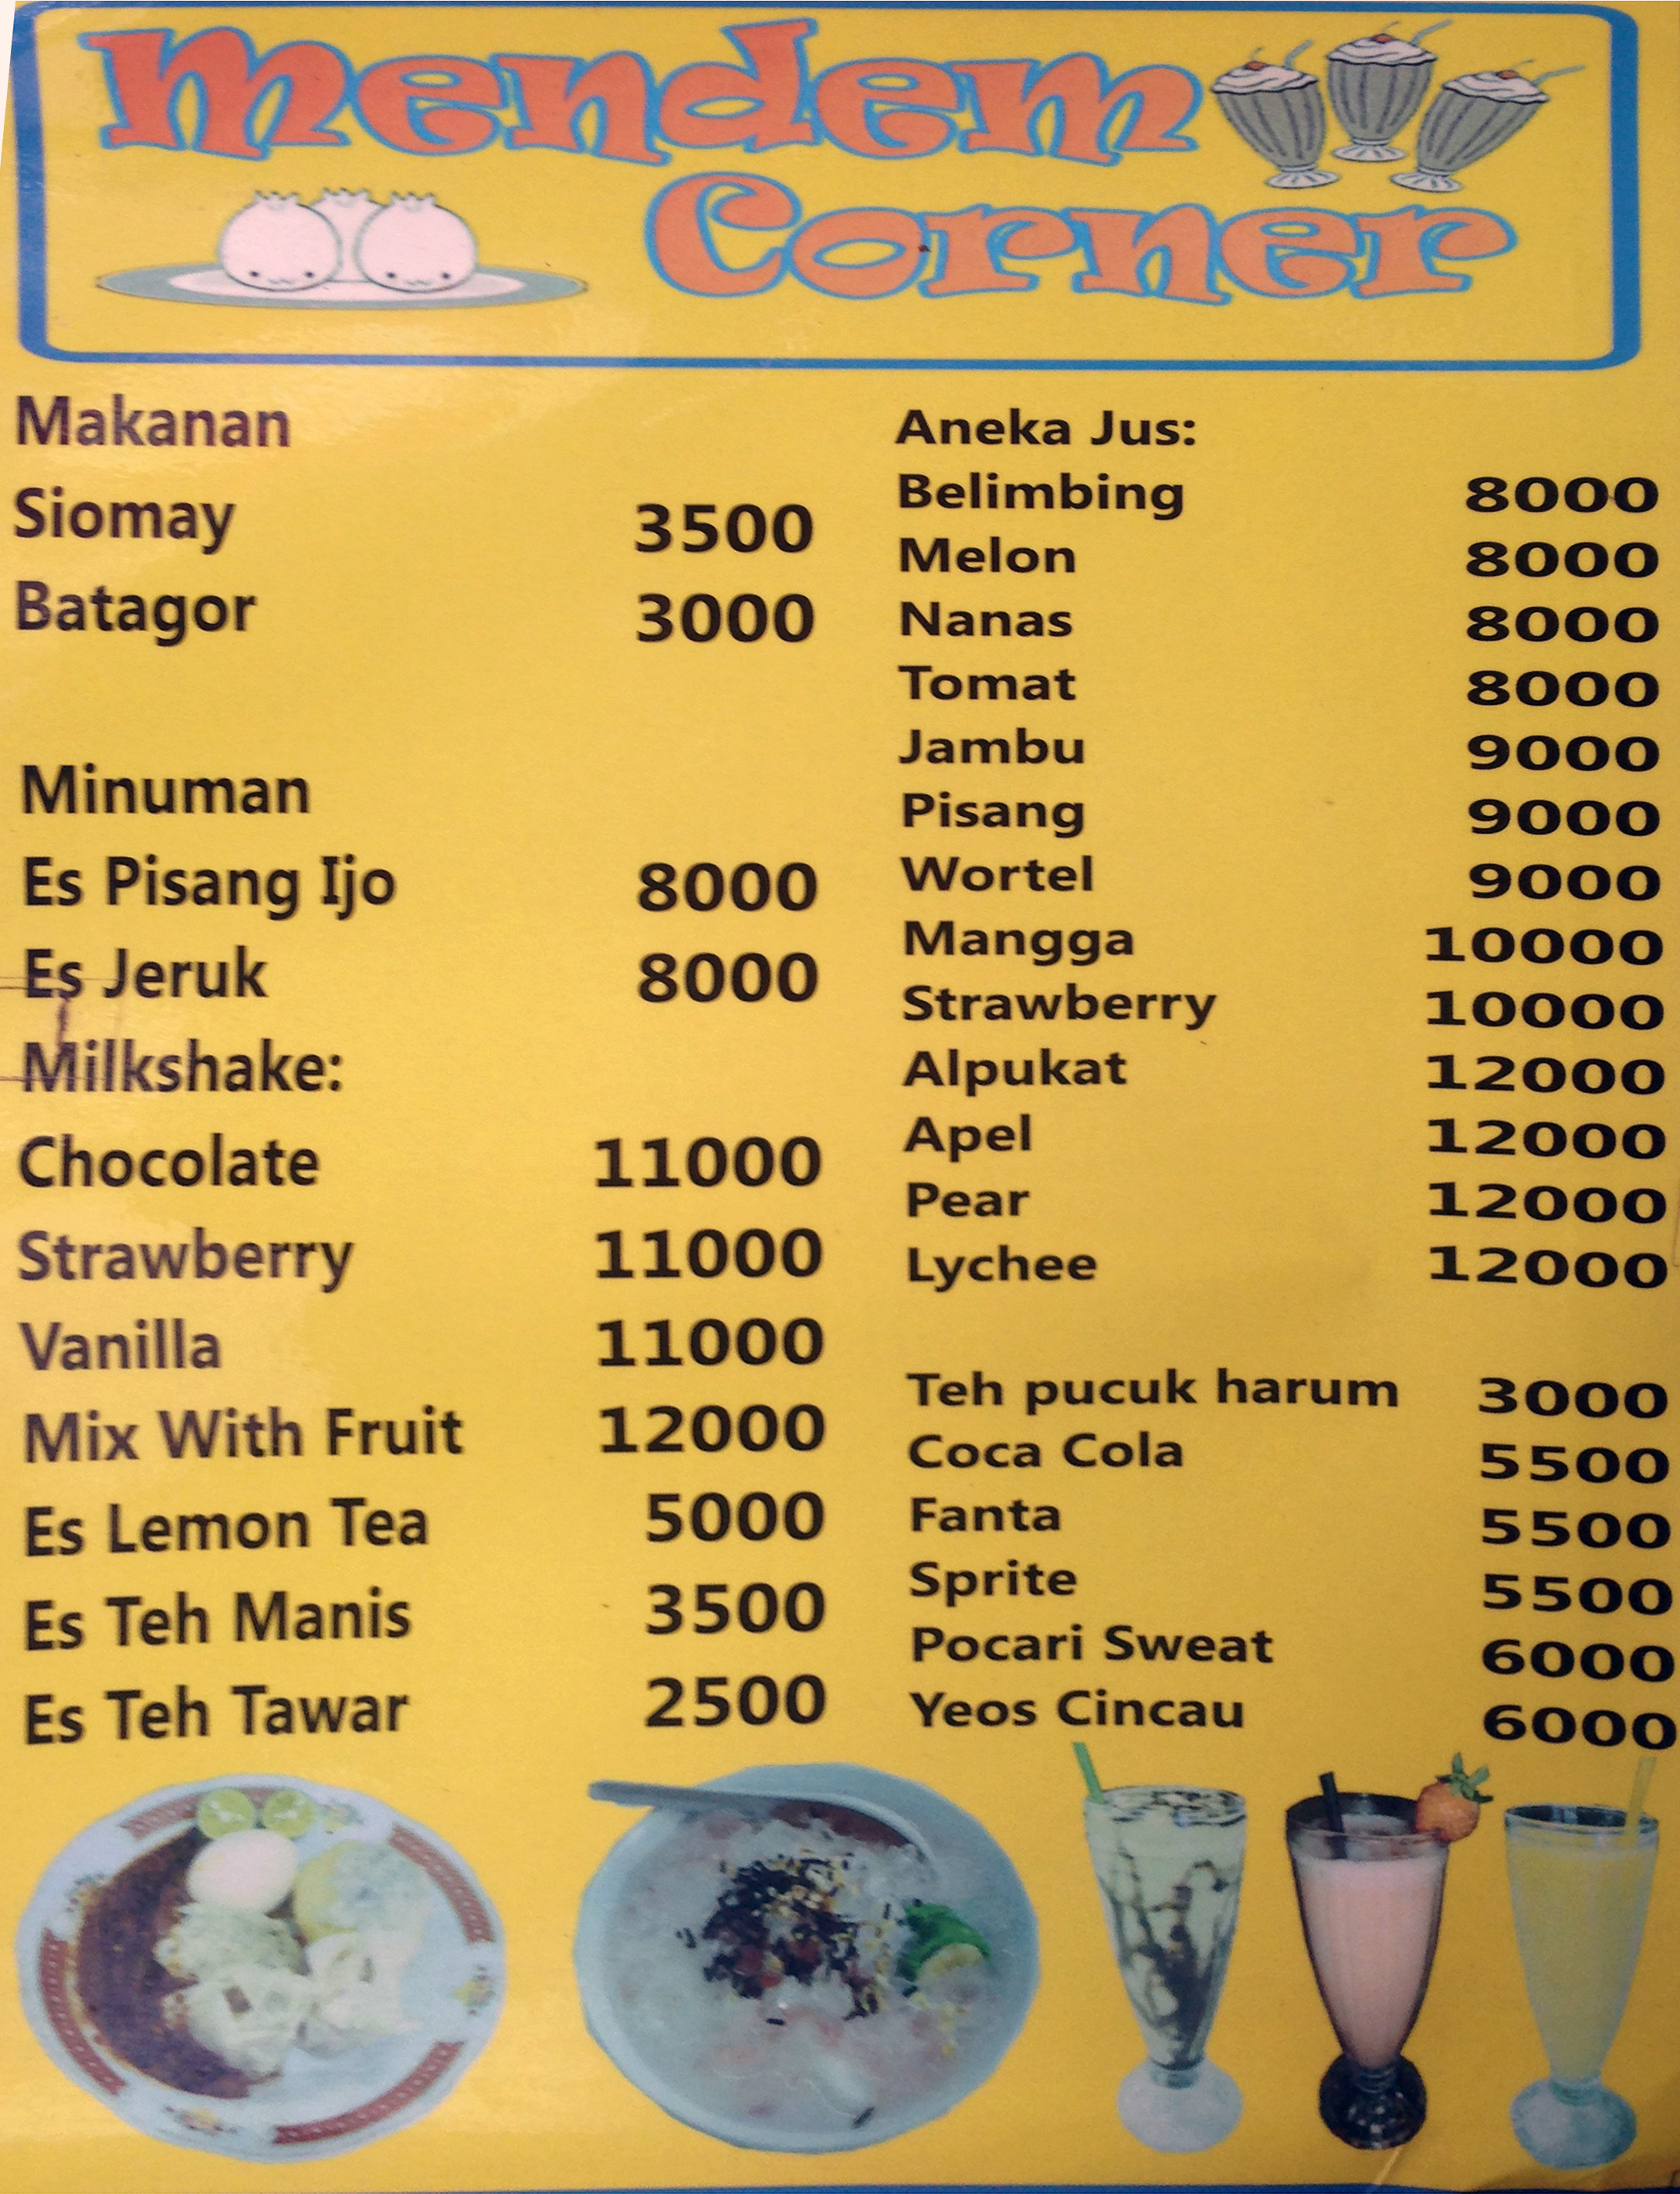 Mendem
Corner
Makanan
Siomay 3500
Batagor 3000
Minuman
Es Pisang Ijo 8000
Es Jeruk 8000
Milkshake:
Chocolate 11000
Strawberry 11000
Vanilla 11000
Mix With Fruit 12000
Es Lemon Tea 5000
Es Teh Manis 3500
Es Teh Tawar 2500
Aneka Jus:
Belimbing 8000
Melon 8000
Nanas 8000
Tomat 8000
Jambu 9000
Pisang 9000
Wortel 9000
Mangga 10000
Strawberry 10000
Alpukat 12000
Apel 12000
Pear 12000
Lychee 12000
Teh pucuk harum 3000
Coca Cola 5500
Fanta 5500
Sprite 5500
Pocari Sweat 6000
Yeos Cincau 6000